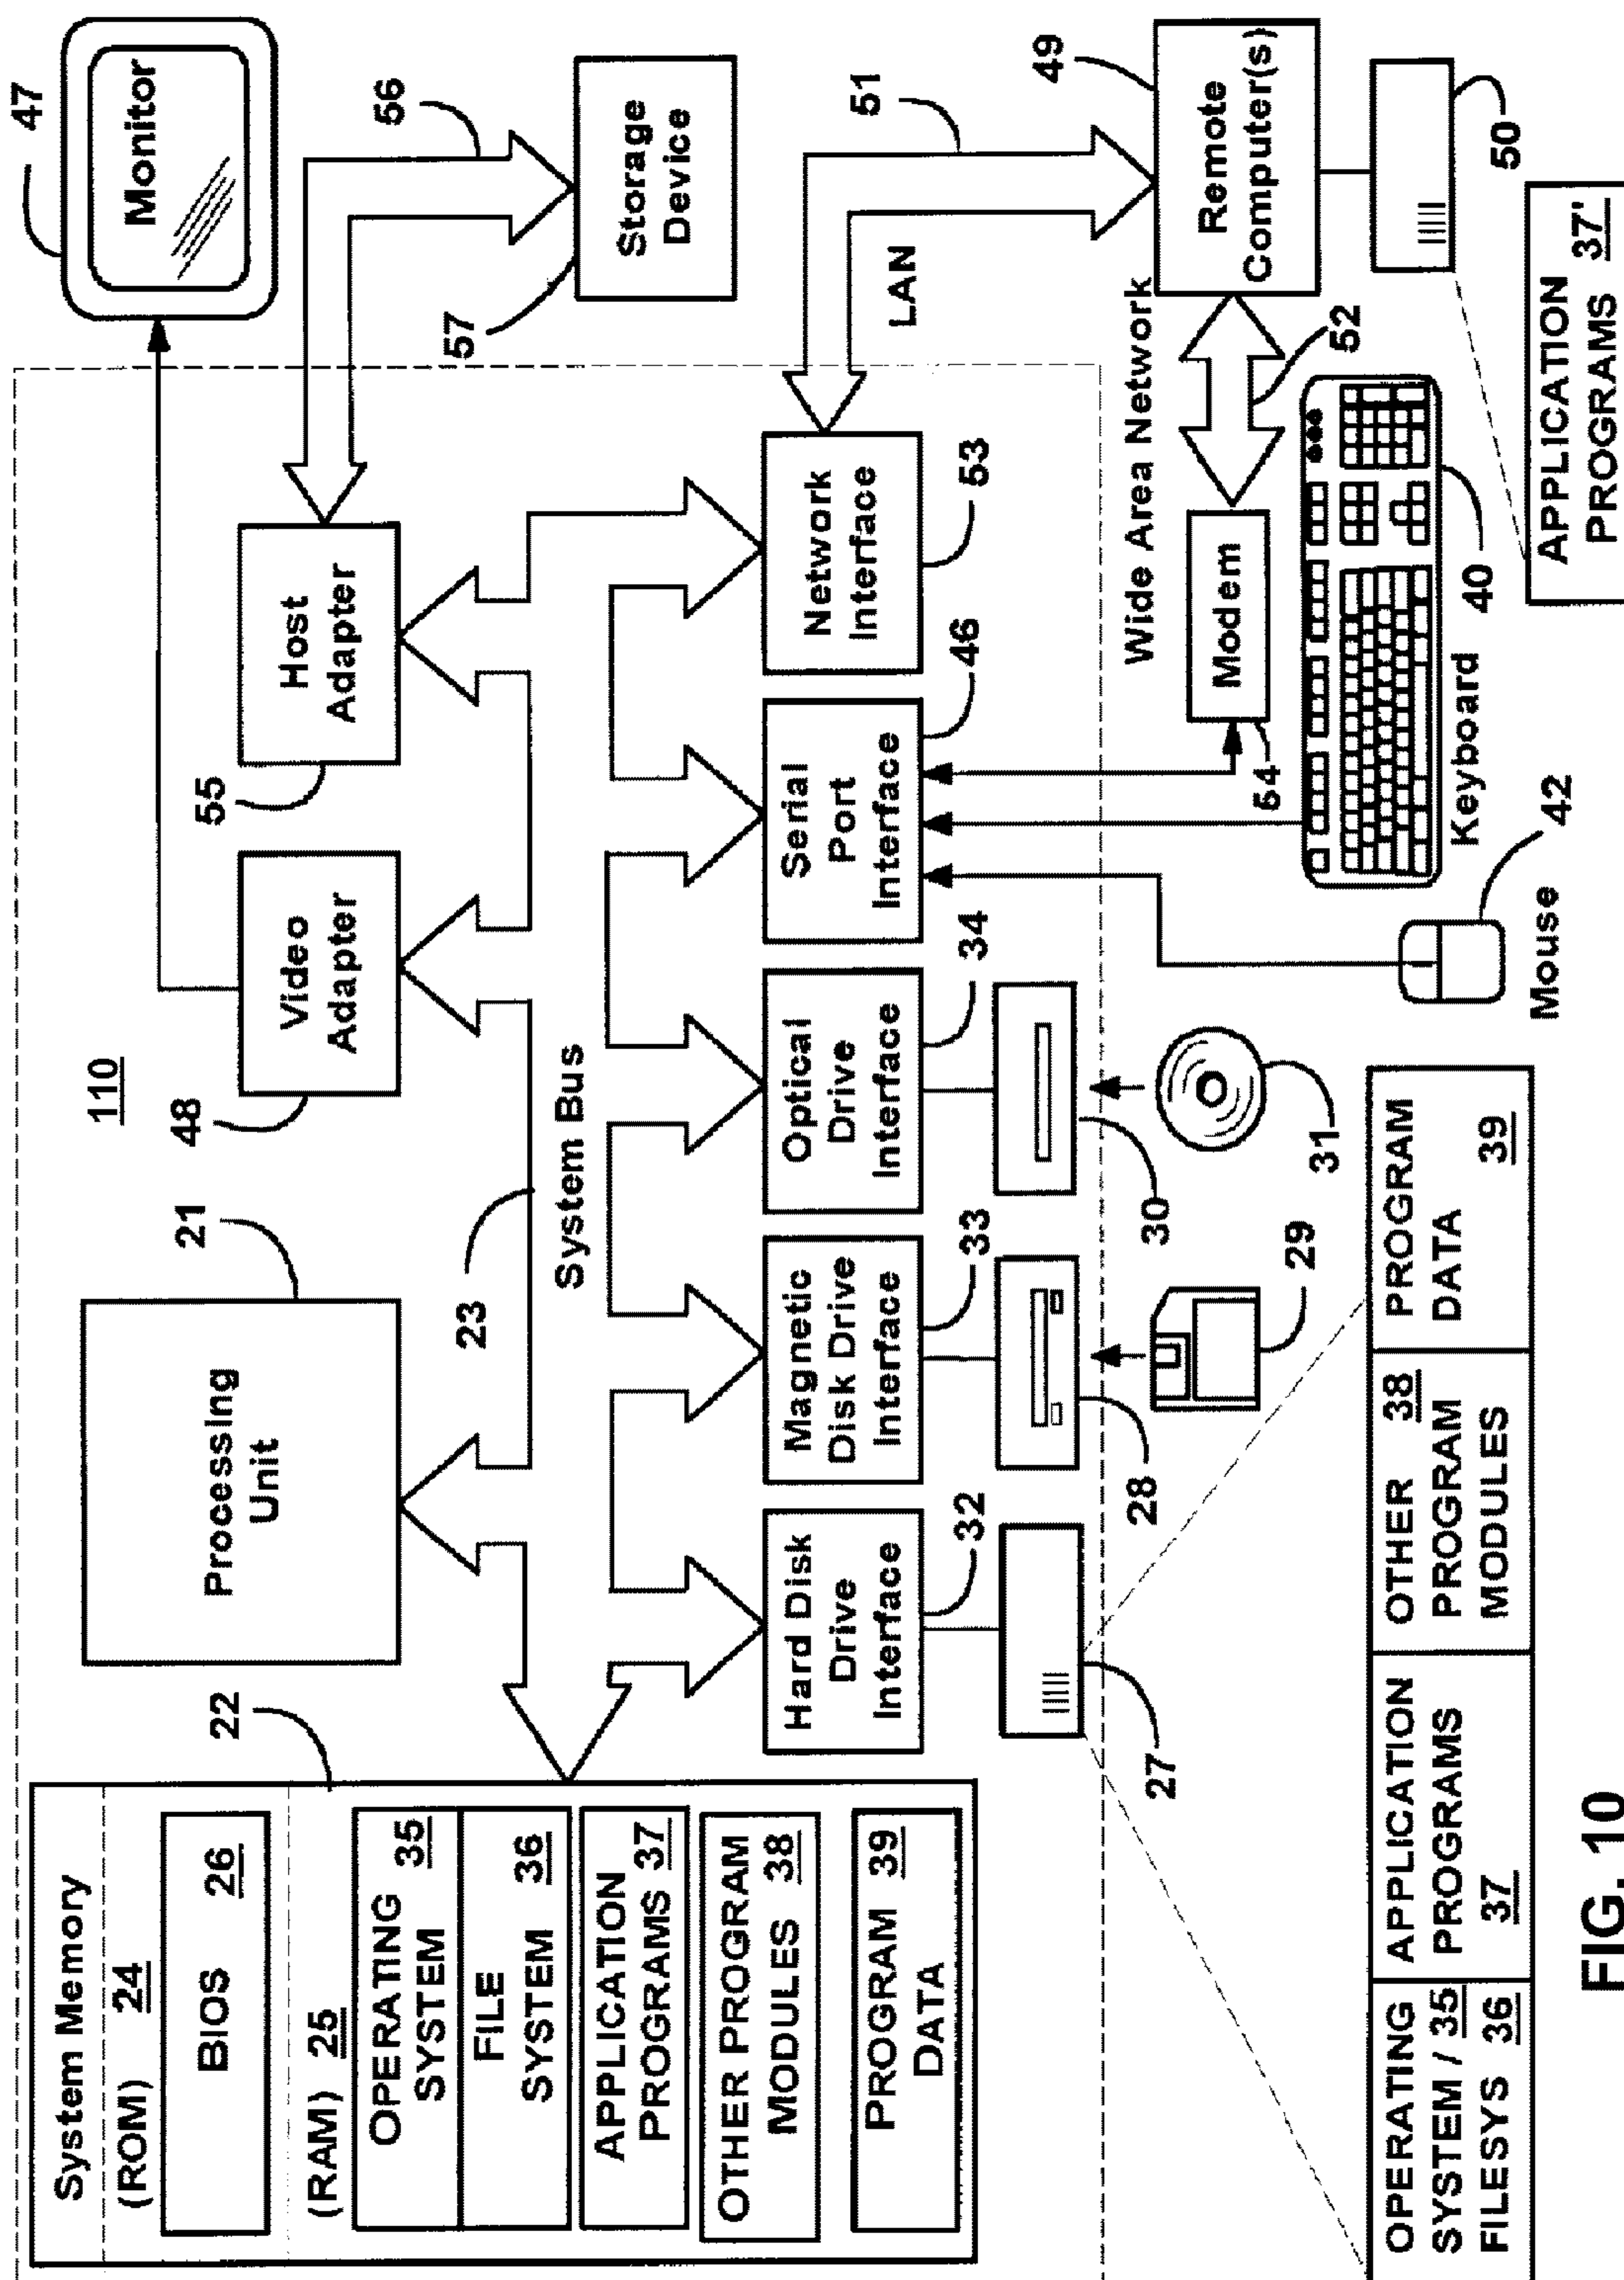 System Memory
(ROM) 24
BIOS 26
(RAM) 25
OPERATING
SYSTEM 35
FILE
SYSTEM 36
APPLICATION
PROGRAMS 37
OTHER PROGRAM
MODULES 38
PROGRAM 39
DATA
22
Processing
Unit
21
110
48
Video
Adapter
55
Host
Adapter
47
Monitor
56
57
Storage
Device
23
System Bus
Hard Disk
Drive
Interface
32
Magnetic
Disk Drive
Interface
33
Optical
Drive
Interface
34
Serial
Port
Interface
46
Network
Interface
53
LAN
51
27
28
29
30
31
Wide Area Network
Modem
54
52
49
Remote
Computer(s)
50
Mouse
42
Keyboard
40
OPERATING
SYSTEM / 35
FILESYS 36
APPLICATION
PROGRAMS
37
OTHER 38
PROGRAM
MODULES
PROGRAM
DATA
39
APPLICATION
PROGRAMS 37'
FIG. 10